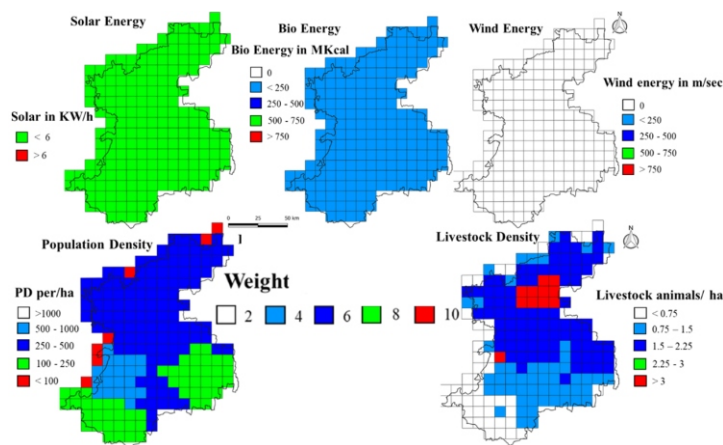 Solar Energy
Solar in KW/h
< 6
> 6
Bio Energy
Bio Energy in MKcal
0
< 250
250 - 500
500 - 750
> 750
Wind Energy
N
Wind energy in m/sec
0
< 250
250 - 500
500 - 750
> 750
0 25 50 km
1
Population Density
PD per/ha
>1000
500 - 1000
250 - 500
100 - 250
< 100
Weight
2 4 6 8 10
Livestock Density
N
Livestock animals/ ha
< 0.75
0.75 – 1.5
1.5 – 2.25
2.25 - 3
> 3